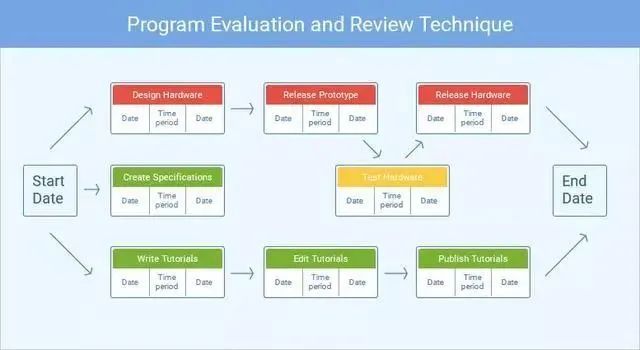 Program Evaluation and Review Technique
Design Hardware
Date
Time
period
Date
Release Prototype
Date
Time
period
Date
Release Hardware
Date
Time
period
Date
Start
Date
Create Specifications
Date
Time
period
Date
Test Hardware
Date
Time
period
Date
End
Date
Write Tutorials
Date
Time
period
Date
Edit Tutorials
Date
Time
period
Date
Publish Tutorials
Date
Time
period
Date